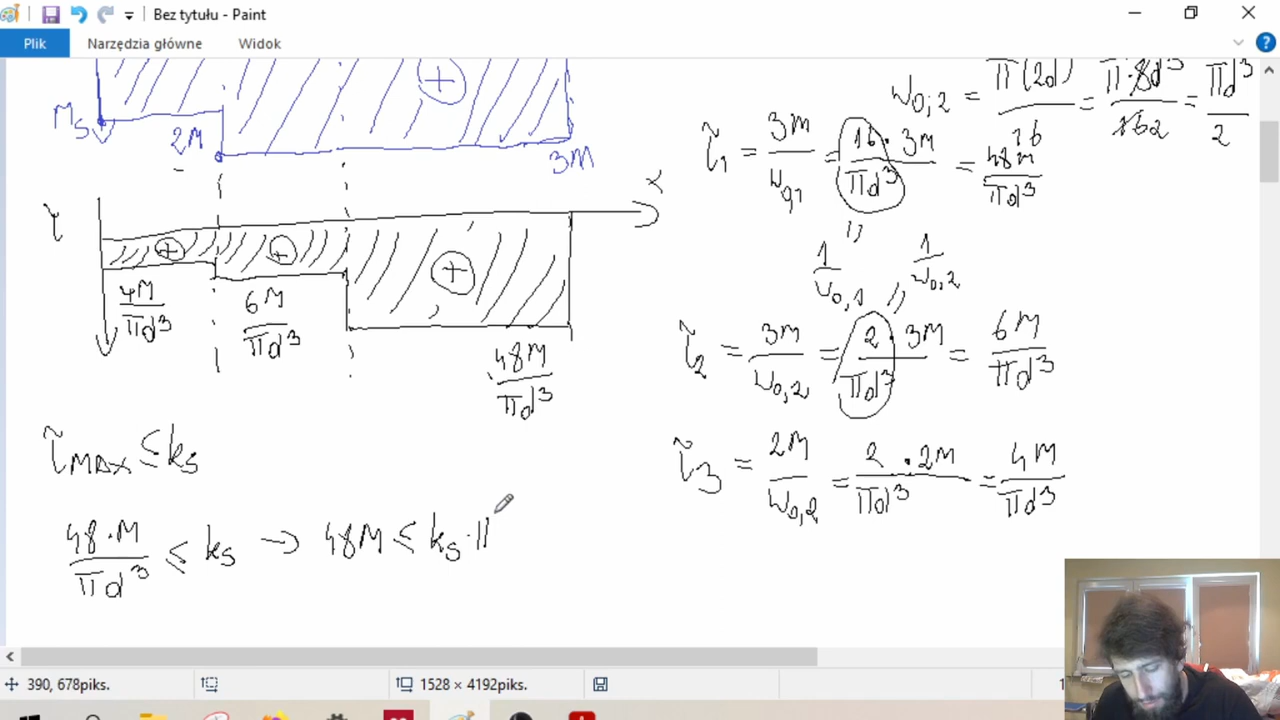 Bez tytułu - Paint
Plik Narzędzia główne Widok
W₀,₂ = π(2d) / 16 = π·8d³ / 162 = πd³ / 2
Ms
2M
3M
τ₁ = 3M / W₀,₁ = 16·3M / πd³ = 48M / πd³
x
τ
"
1 / W₀,₁
1 / W₀,₂
"
4M / πd³
6M / πd³
48M / πd³
τ₂ = 3M / W₀,₂ = 2·3M / πd³ = 6M / πd³
τ₃ = 2M / W₀,₂ = 2·2M / πd³ = 4M / πd³
τMAX ≤ ks
48·M / πd³ ≤ ks → 48M ≤ ks·
390, 678piks.
1528 × 4192piks.